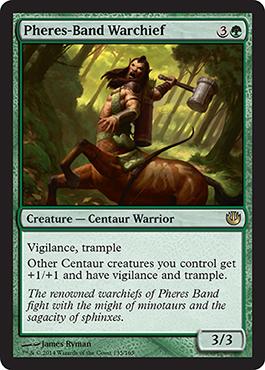 Pheres-Band Warchief 3
Creature — Centaur Warrior
Vigilance, trample
Other Centaur creatures you control get
+1/+1 and have vigilance and trample.
The renowned warchiefs of Pheres Band
fight with the might of minotaurs and the
sagacity of sphinxes.
3/3
James Ryman
™ & © 2014 Wizards of the Coast 135/165